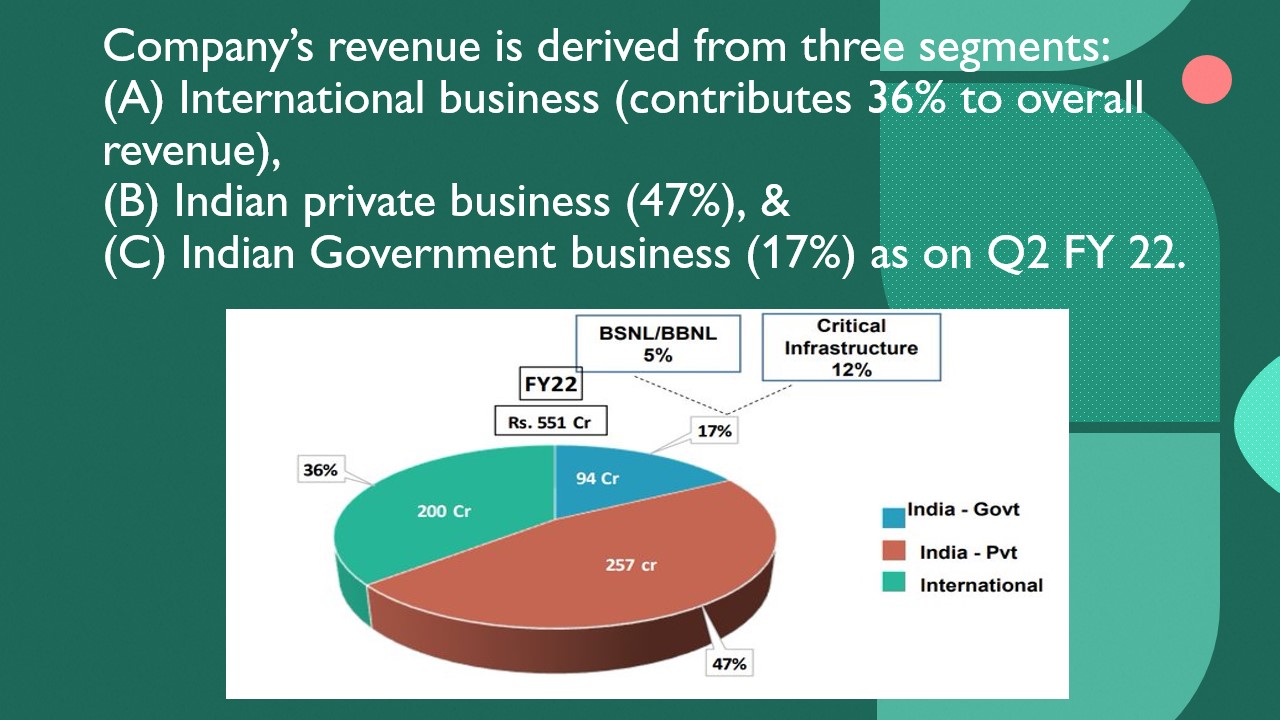 Company’s revenue is derived from three segments:
(A) International business (contributes 36% to overall
revenue),
(B) Indian private business (47%), &
(C) Indian Government business (17%) as on Q2 FY 22.
BSNL/BBNL
5%
Critical
Infrastructure
12%
FY22
Rs. 551 Cr
17%
36%
94 Cr
200 Cr
257 cr
47%
India - Govt
India - Pvt
International